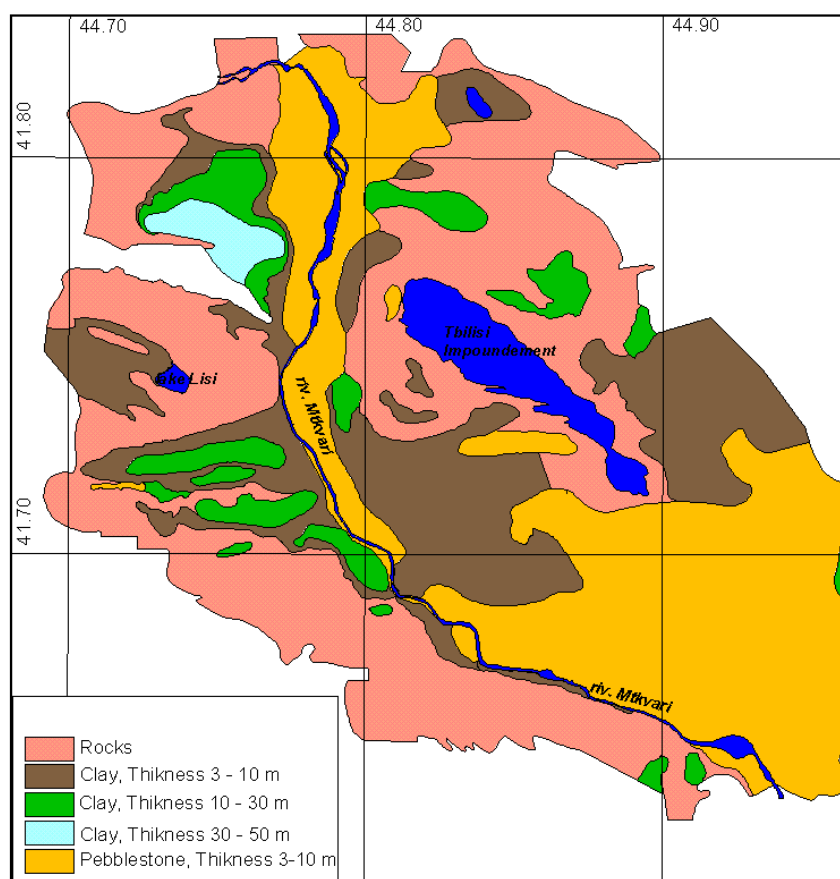 44.70
44.80
44.90
41.80
Tbilisi
Impoundement
ake Lisi
riv. Mtkvari
41.70
riv. Mtkvari
Rocks
Clay, Thikness 3 - 10 m
Clay, Thikness 10 - 30 m
Clay, Thikness 30 - 50 m
Pebblestone, Thikness 3-10 m